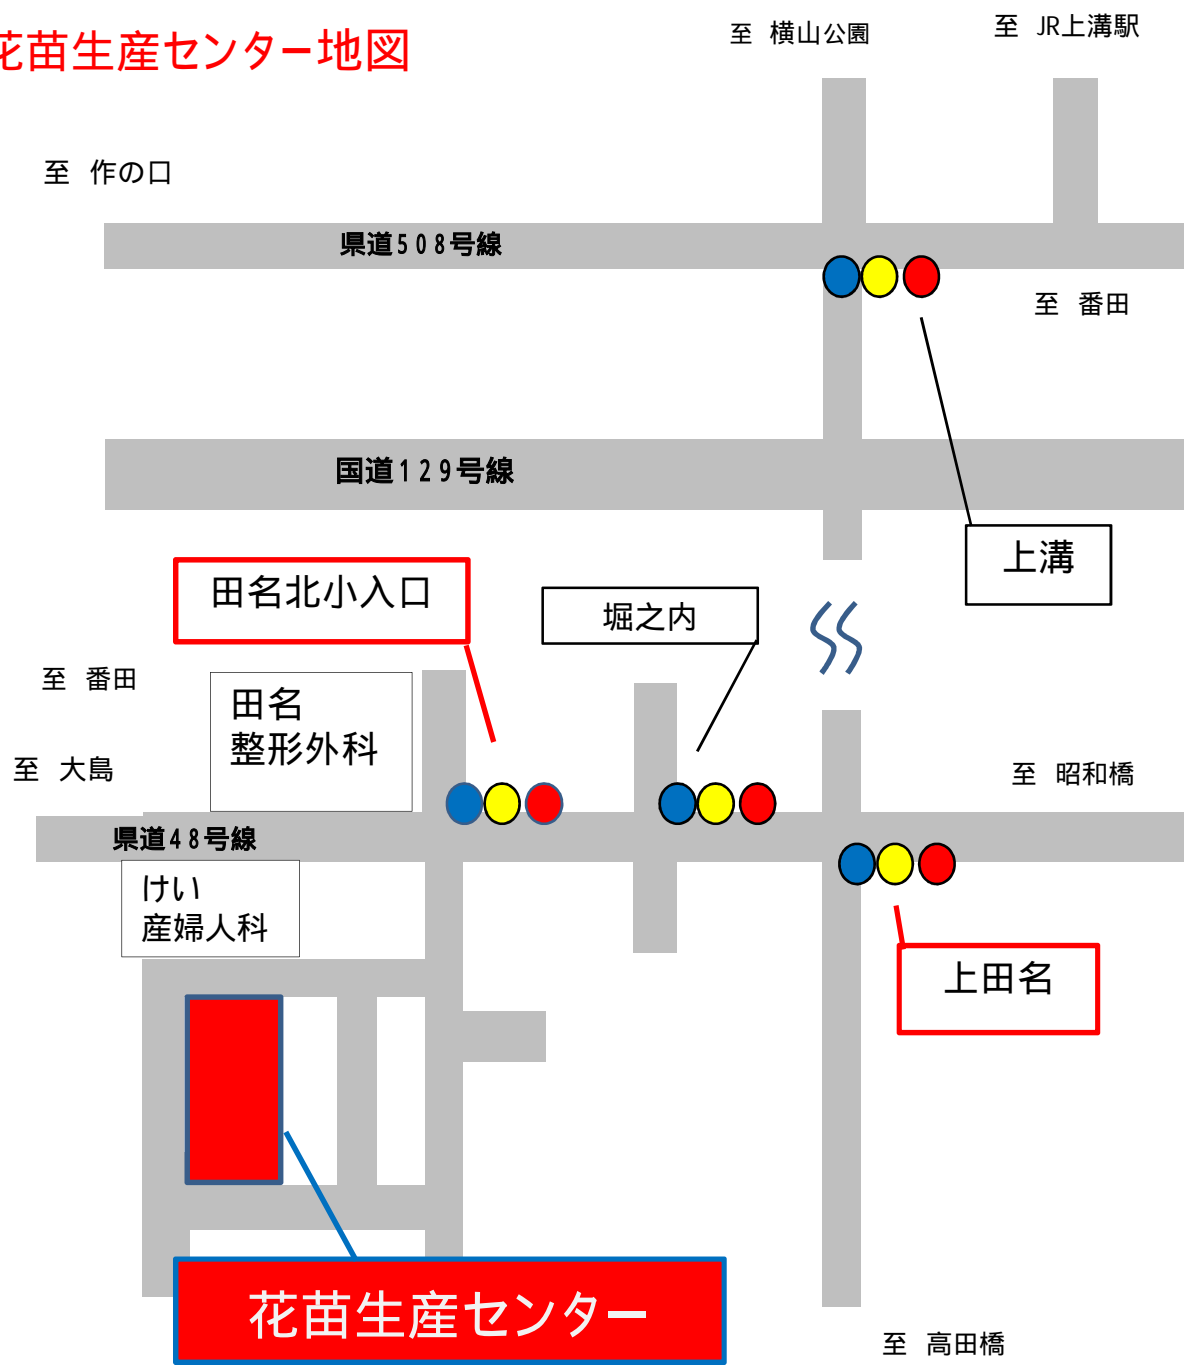 花苗生産センター地図
至 横山公園
至 JR上溝駅
至 作の口
県道508号線
至 番田
国道129号線
上溝
田名北小入口
堀之内
至 番田
田名
整形外科
至 大島
至 昭和橋
県道48号線
けい
産婦人科
上田名
花苗生産センター
至 高田橋